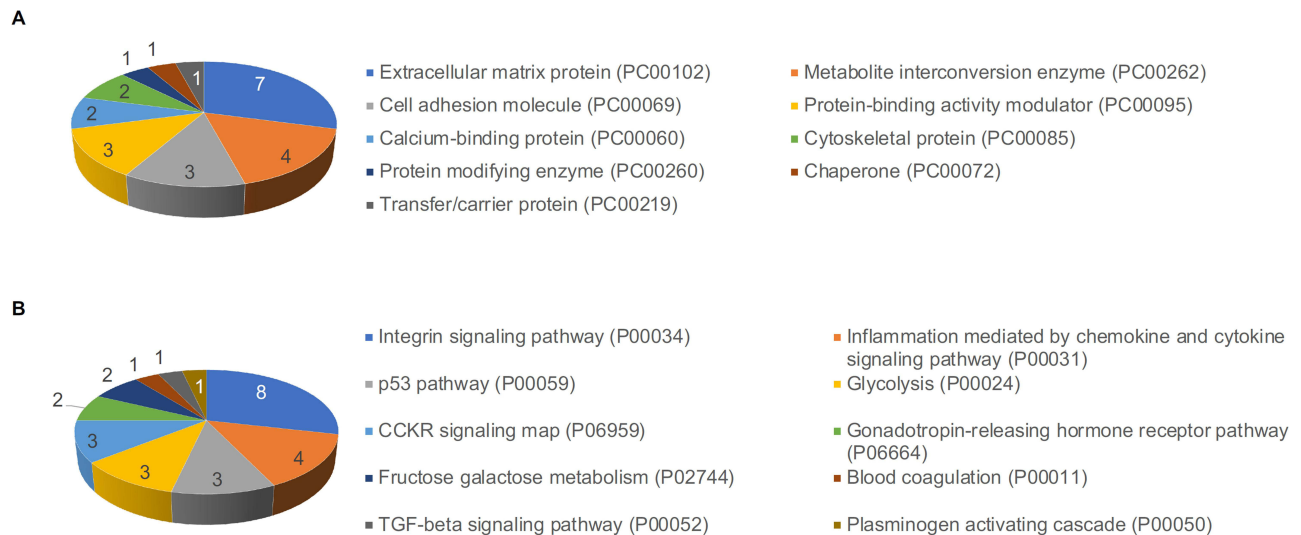 A
1
1
1
7
2
2
3
3
4
Extracellular matrix protein (PC00102)
Metabolite interconversion enzyme (PC00262)
Cell adhesion molecule (PC00069)
Protein-binding activity modulator (PC00095)
Calcium-binding protein (PC00060)
Cytoskeletal protein (PC00085)
Protein modifying enzyme (PC00260)
Chaperone (PC00072)
Transfer/carrier protein (PC00219)
B
1
1
2
1
8
2
3
3
3
4
Integrin signaling pathway (P00034)
Inflammation mediated by chemokine and cytokine
signaling pathway (P00031)
p53 pathway (P00059)
Glycolysis (P00024)
CCKR signaling map (P06959)
Gonadotropin-releasing hormone receptor pathway
(P06664)
Fructose galactose metabolism (P02744)
Blood coagulation (P00011)
TGF-beta signaling pathway (P00052)
Plasminogen activating cascade (P00050)